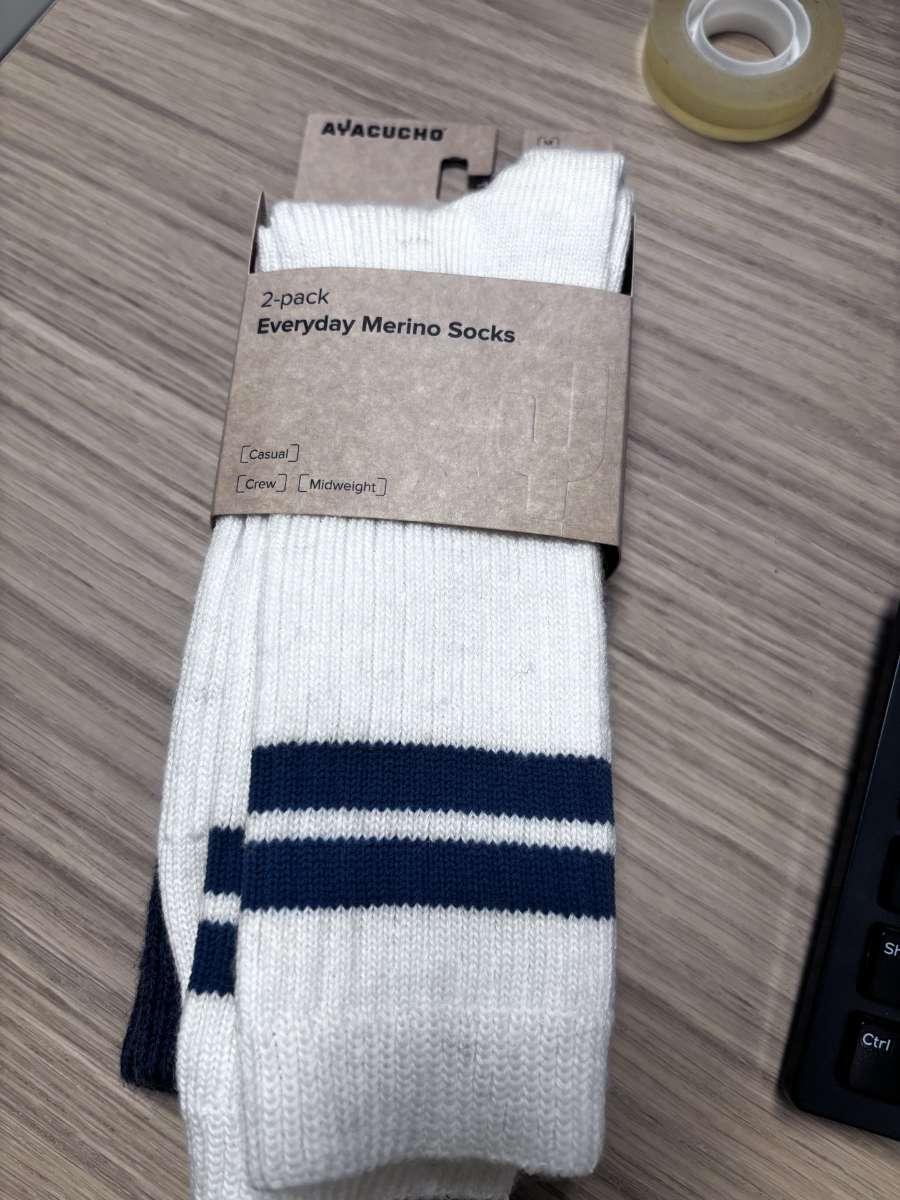 AYACUCHO
2-pack
Everyday Merino Socks
[Casual]
[Crew] [Midweight]
Ctrl